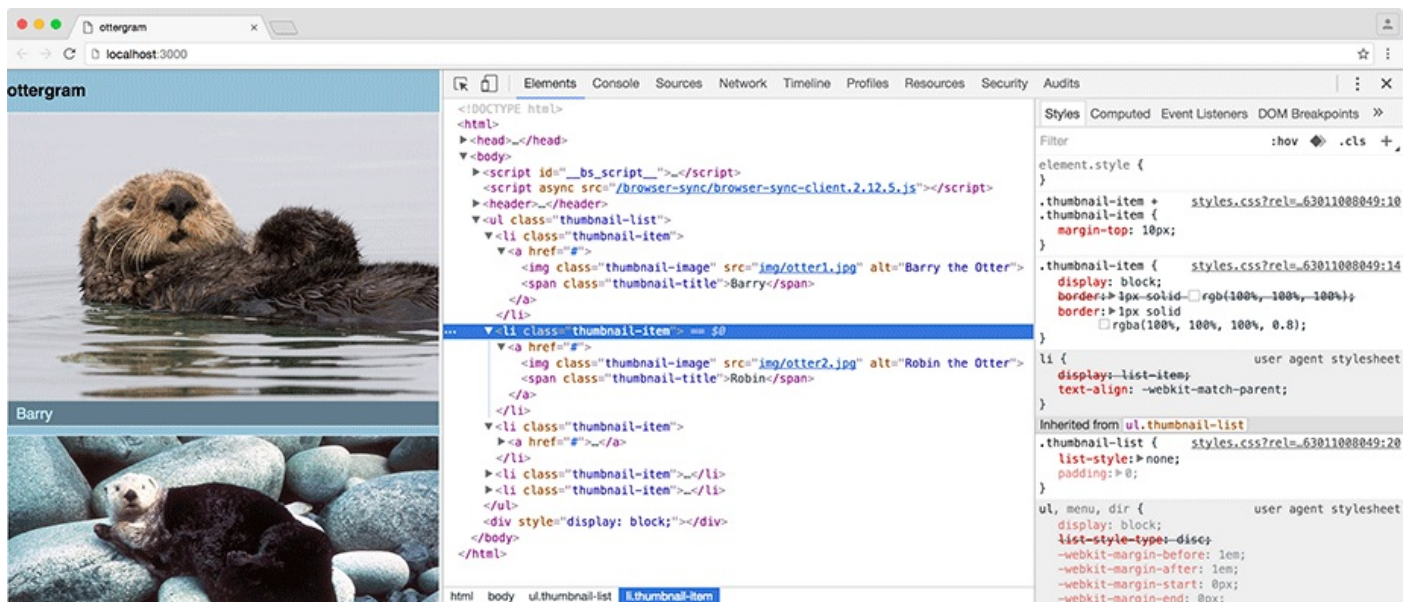 ottergram
localhost:3000
ottergram
Barry
Elements Console Sources Network Timeline Profiles Resources Security Audits
<!DOCTYPE html>
<html>
▶<head>…</head>
▼<body>
▶<script id="__bs_script__">…</script>
<script async src="/browser-sync/browser-sync-client.2.12.5.js"></script>
▶<header>…</header>
▼<ul class="thumbnail-list">
▼<li class="thumbnail-item">
▼<a href="#">
<img class="thumbnail-image" src="img/otter1.jpg" alt="Barry the Otter">
<span class="thumbnail-title">Barry</span>
</a>
</li>
… ▼<li class="thumbnail-item"> == $0
▼<a href="#">
<img class="thumbnail-image" src="img/otter2.jpg" alt="Robin the Otter">
<span class="thumbnail-title">Robin</span>
</a>
</li>
▼<li class="thumbnail-item">
▶<a href="#">…</a>
</li>
▶<li class="thumbnail-item">…</li>
▶<li class="thumbnail-item">…</li>
</ul>
<div style="display: block;"></div>
</body>
</html>
html body ul.thumbnail-list li.thumbnail-item
Styles Computed Event Listeners DOM Breakpoints »
Filter :hov .cls +
element.style {
}
.thumbnail-item + styles.css?rel=…63011008049:10
.thumbnail-item {
margin-top: 10px;
}
.thumbnail-item { styles.css?rel=…63011008049:14
display: block;
border:▶1px solid rgb(100%, 100%, 100%);
border:▶1px solid
rgba(100%, 100%, 100%, 0.8);
}
li { user agent stylesheet
display: list-item;
text-align: -webkit-match-parent;
}
Inherited from ul.thumbnail-list
.thumbnail-list { styles.css?rel=…63011008049:20
list-style:▶none;
padding:▶0;
}
ul, menu, dir { user agent stylesheet
display: block;
list-style-type: disc;
-webkit-margin-before: 1em;
-webkit-margin-after: 1em;
-webkit-margin-start: 0px;
-webkit-margin-end: 0px;